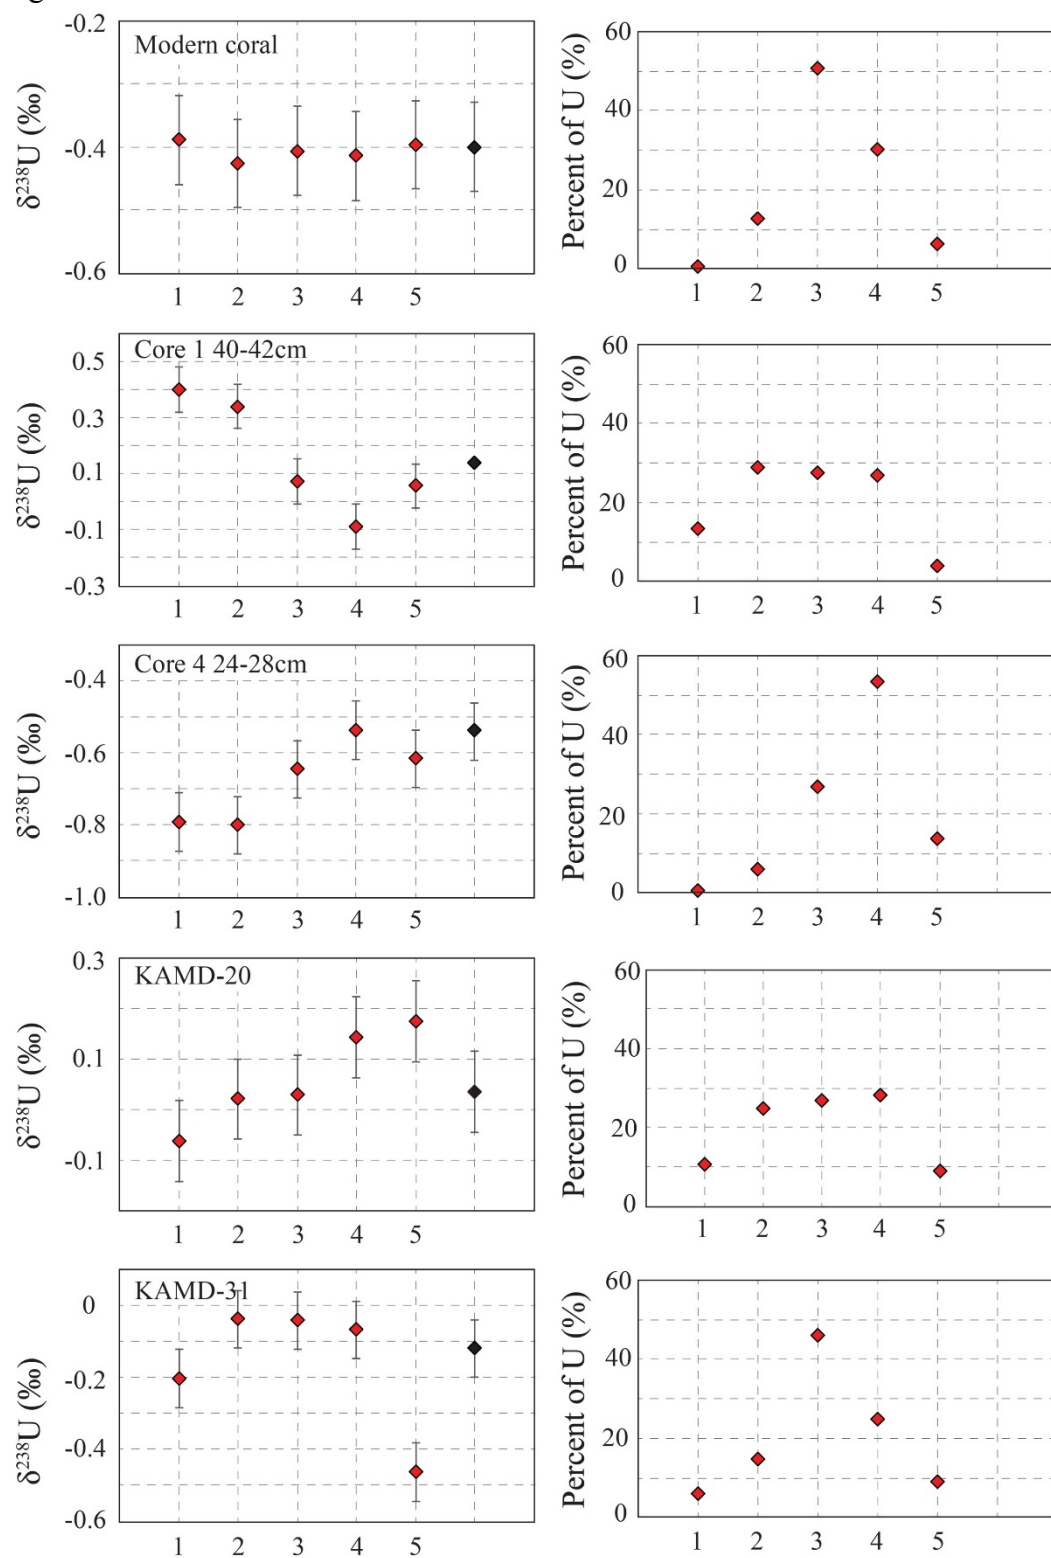 -0.2
Modern coral
δ²³⁸U (‰)
-0.4
-0.6
1 2 3 4 5
60
Percent of U (%)
40
20
0
1 2 3 4 5
Core 1 40-42cm
0.5
δ²³⁸U (‰)
0.3
0.1
-0.1
-0.3
1 2 3 4 5
60
Percent of U (%)
40
20
0
1 2 3 4 5
Core 4 24-28cm
-0.4
δ²³⁸U (‰)
-0.6
-0.8
-1.0
1 2 3 4 5
60
Percent of U (%)
40
20
0
1 2 3 4 5
0.3
KAMD-20
δ²³⁸U (‰)
0.1
-0.1
1 2 3 4 5
60
Percent of U (%)
40
20
0
1 2 3 4 5
KAMD-31
0
δ²³⁸U (‰)
-0.2
-0.4
-0.6
1 2 3 4 5
60
Percent of U (%)
40
20
0
1 2 3 4 5